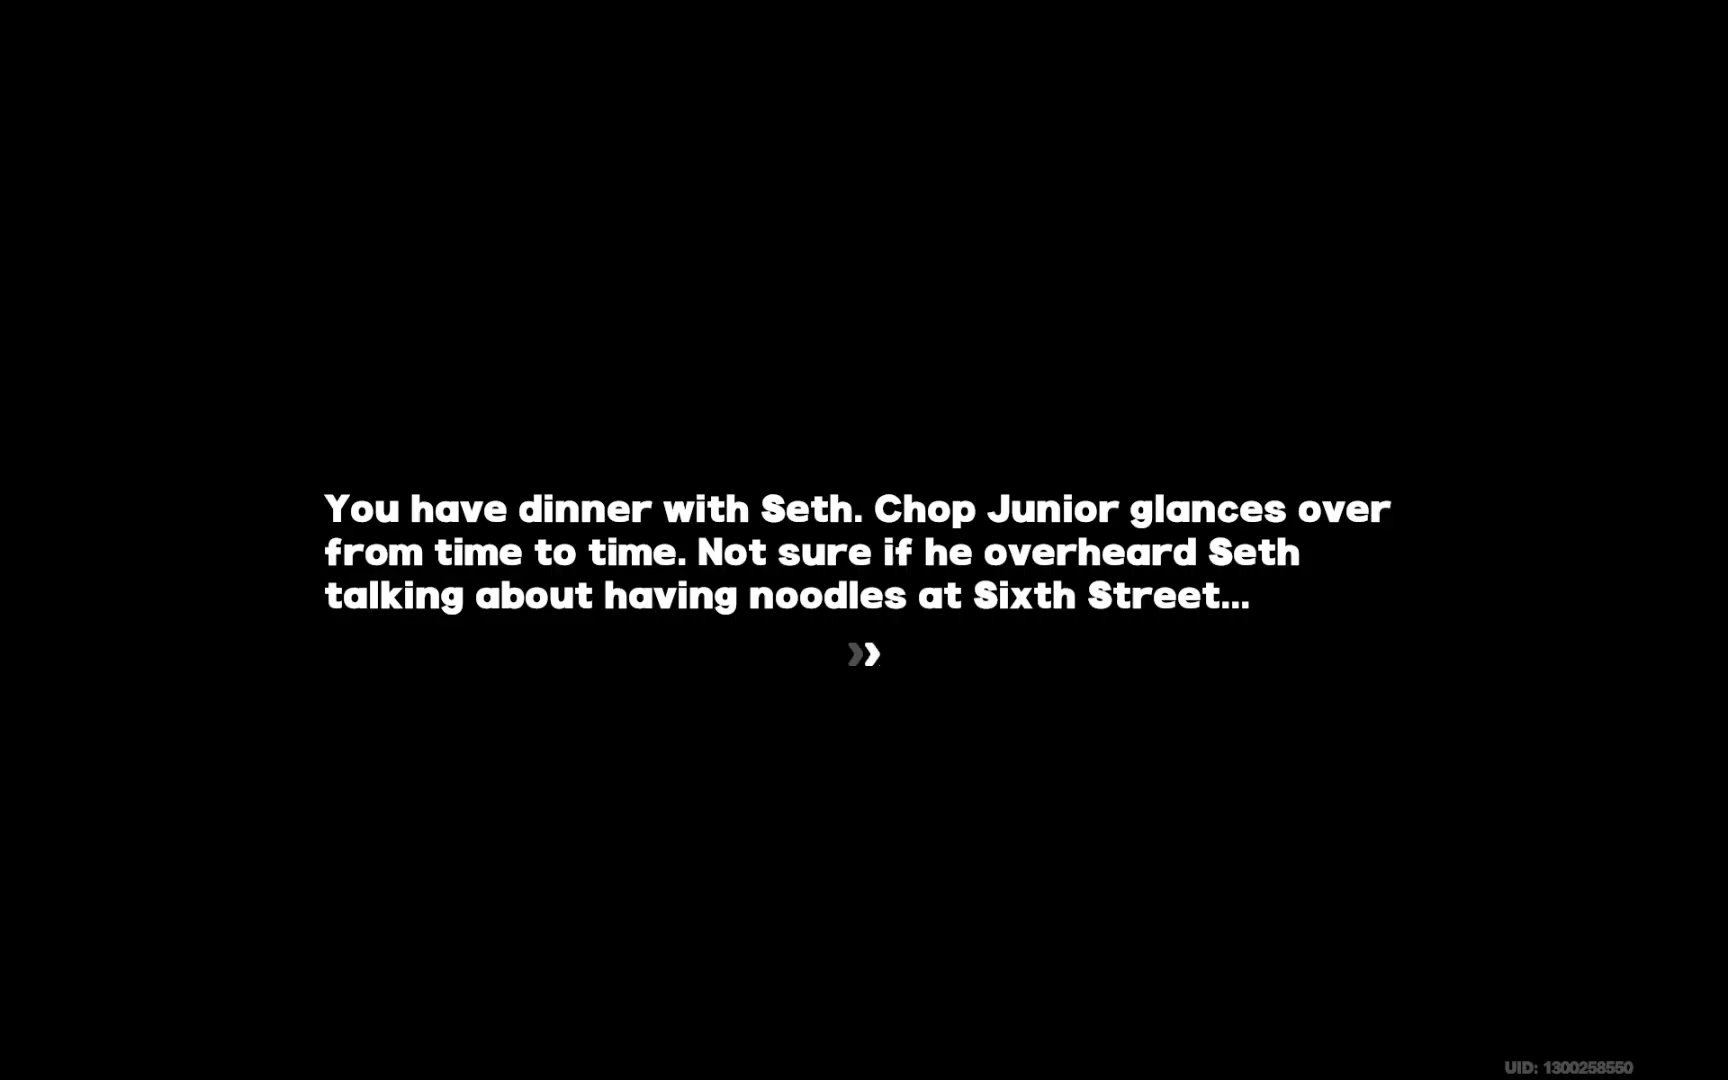 You have dinner with Seth. Chop Junior glances over
from time to time. Not sure if he overheard Seth
talking about having noodles at Sixth Street...
UID: 1300258550